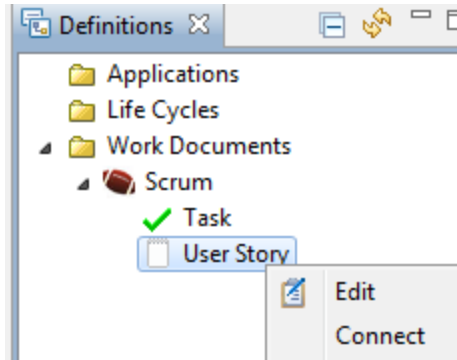 Definitions
Applications
Life Cycles
Work Documents
Scrum
Task
User Story
Edit
Connect